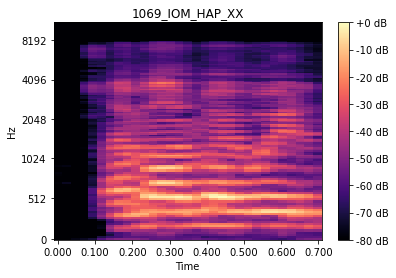 1069_IOM_HAP_XX
+0 dB
8192
-10 dB
4096
-20 dB
-30 dB
2048
Hz
-40 dB
1024
-50 dB
512
-60 dB
-70 dB
0
-80 dB
0.000 0.100 0.200 0.300 0.400 0.500 0.600 0.700
Time